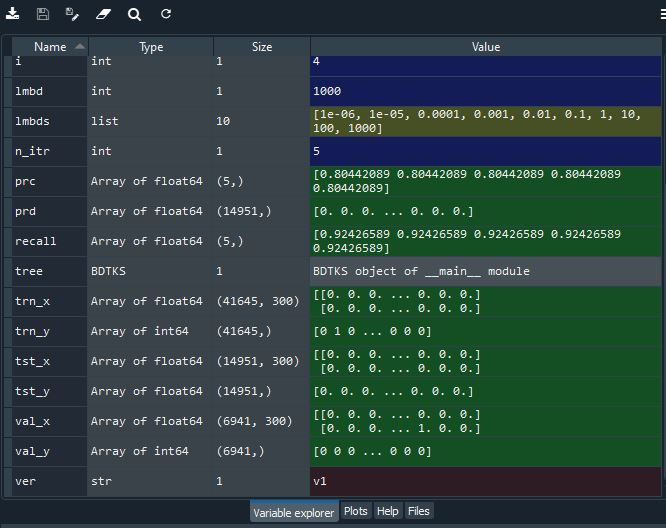 Name Type Size Value
i int 1 4
lmbd int 1 1000
lmbds list 10 [1e-06, 1e-05, 0.0001, 0.001, 0.01, 0.1, 1, 10,
100, 1000]
n_itr int 1 5
prc Array of float64 (5,) [0.80442089 0.80442089 0.80442089 0.80442089
0.80442089]
prd Array of float64 (14951,) [0. 0. 0. ... 0. 0. 0.]
recall Array of float64 (5,) [0.92426589 0.92426589 0.92426589 0.92426589
0.92426589]
tree BDTKS 1 BDTKS object of __main__ module
trn_x Array of float64 (41645, 300) [[0. 0. 0. ... 0. 0. 0.]
[0. 0. 0. ... 0. 0. 0.]
trn_y Array of int64 (41645,) [0 1 0 ... 0 0 0]
tst_x Array of float64 (14951, 300) [[0. 0. 0. ... 0. 0. 0.]
[0. 0. 0. ... 0. 0. 0.]
tst_y Array of float64 (14951,) [0. 0. 0. ... 0. 0. 0.]
val_x Array of float64 (6941, 300) [[0. 0. 0. ... 0. 0. 0.]
[0. 0. 0. ... 1. 0. 0.]
val_y Array of int64 (6941,) [0 0 0 ... 0 0 0]
ver str 1 v1
Variable explorer Plots Help Files